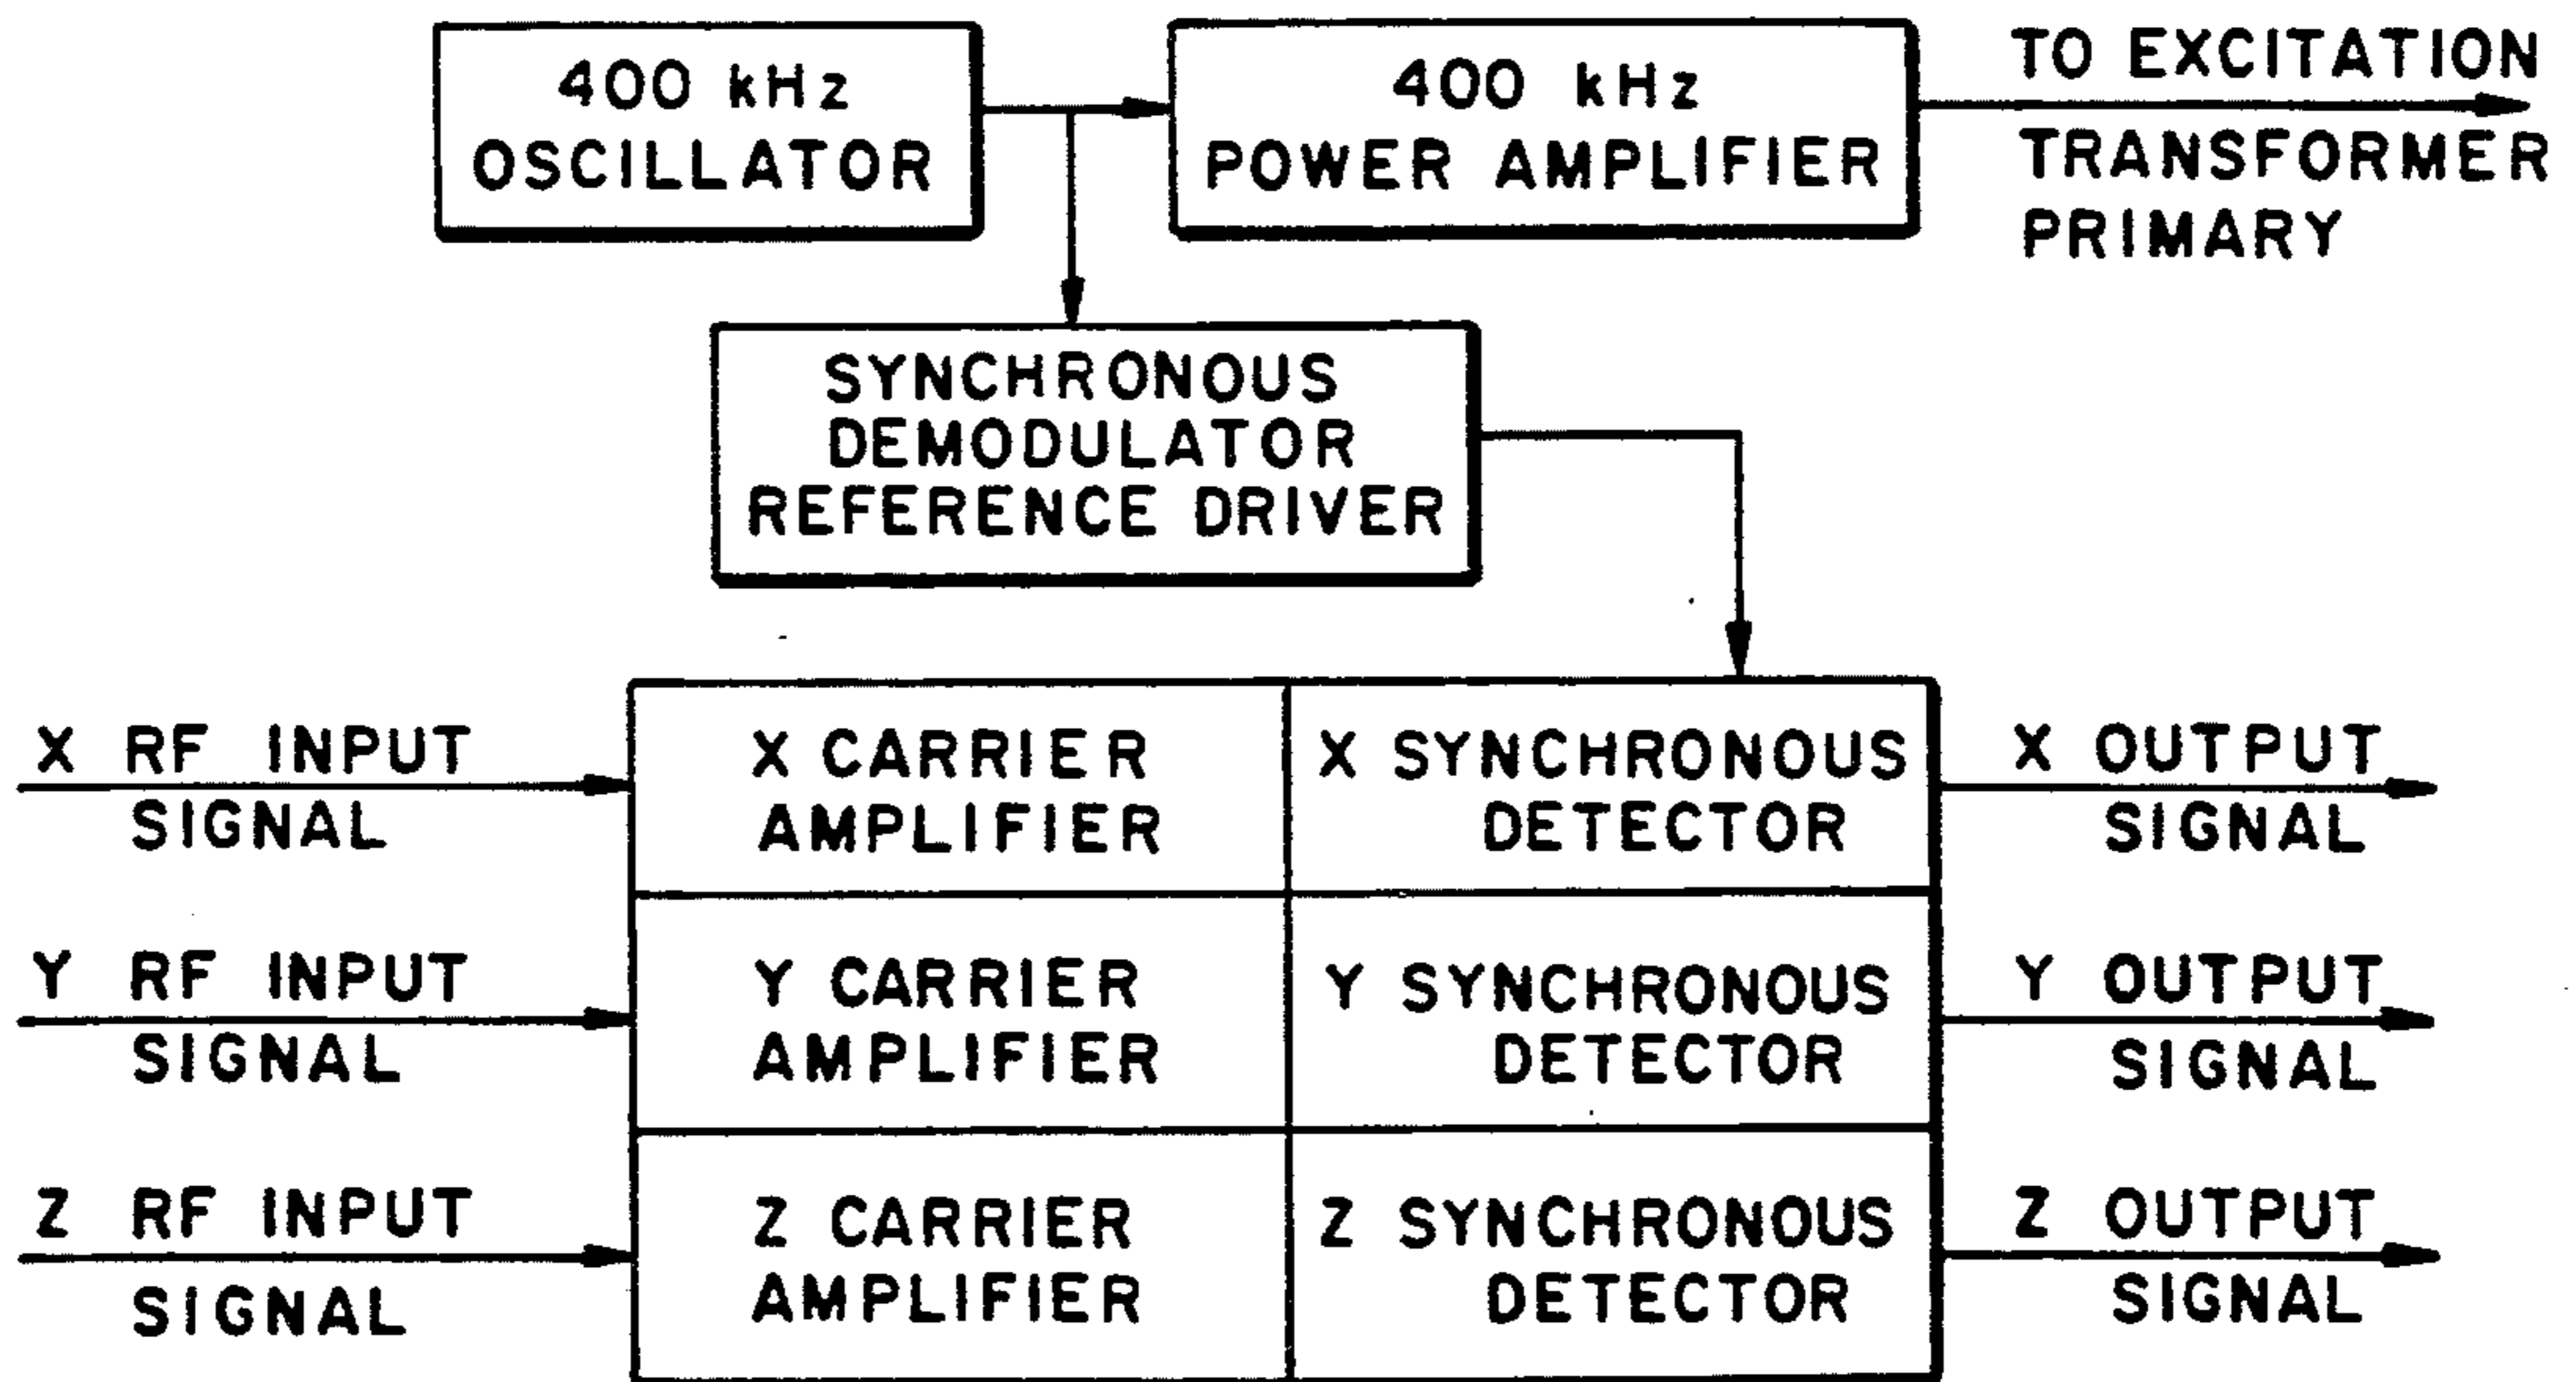 400 kHz
OSCILLATOR
400 kHz
POWER AMPLIFIER
TO EXCITATION
TRANSFORMER
PRIMARY
SYNCHRONOUS
DEMODULATOR
REFERENCE DRIVER
X RF INPUT
SIGNAL
X CARRIER
AMPLIFIER
X SYNCHRONOUS
DETECTOR
X OUTPUT
SIGNAL
Y RF INPUT
SIGNAL
Y CARRIER
AMPLIFIER
Y SYNCHRONOUS
DETECTOR
Y OUTPUT
SIGNAL
Z RF INPUT
SIGNAL
Z CARRIER
AMPLIFIER
Z SYNCHRONOUS
DETECTOR
Z OUTPUT
SIGNAL